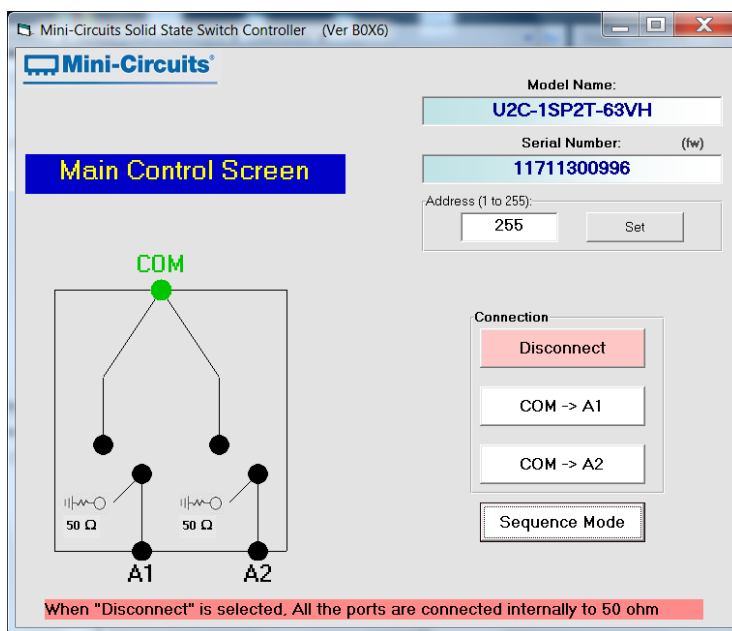 Mini-Circuits Solid State Switch Controller (Ver B0X6)
Mini-Circuits®
Model Name:
U2C-1SP2T-63VH
Serial Number: (fw)
11711300996
Main Control Screen
Address (1 to 255):
255 Set
COM
Connection
Disconnect
COM -> A1
COM -> A2
Sequence Mode
50 Ω 50 Ω
A1 A2
When "Disconnect" is selected, All the ports are connected internally to 50 ohm